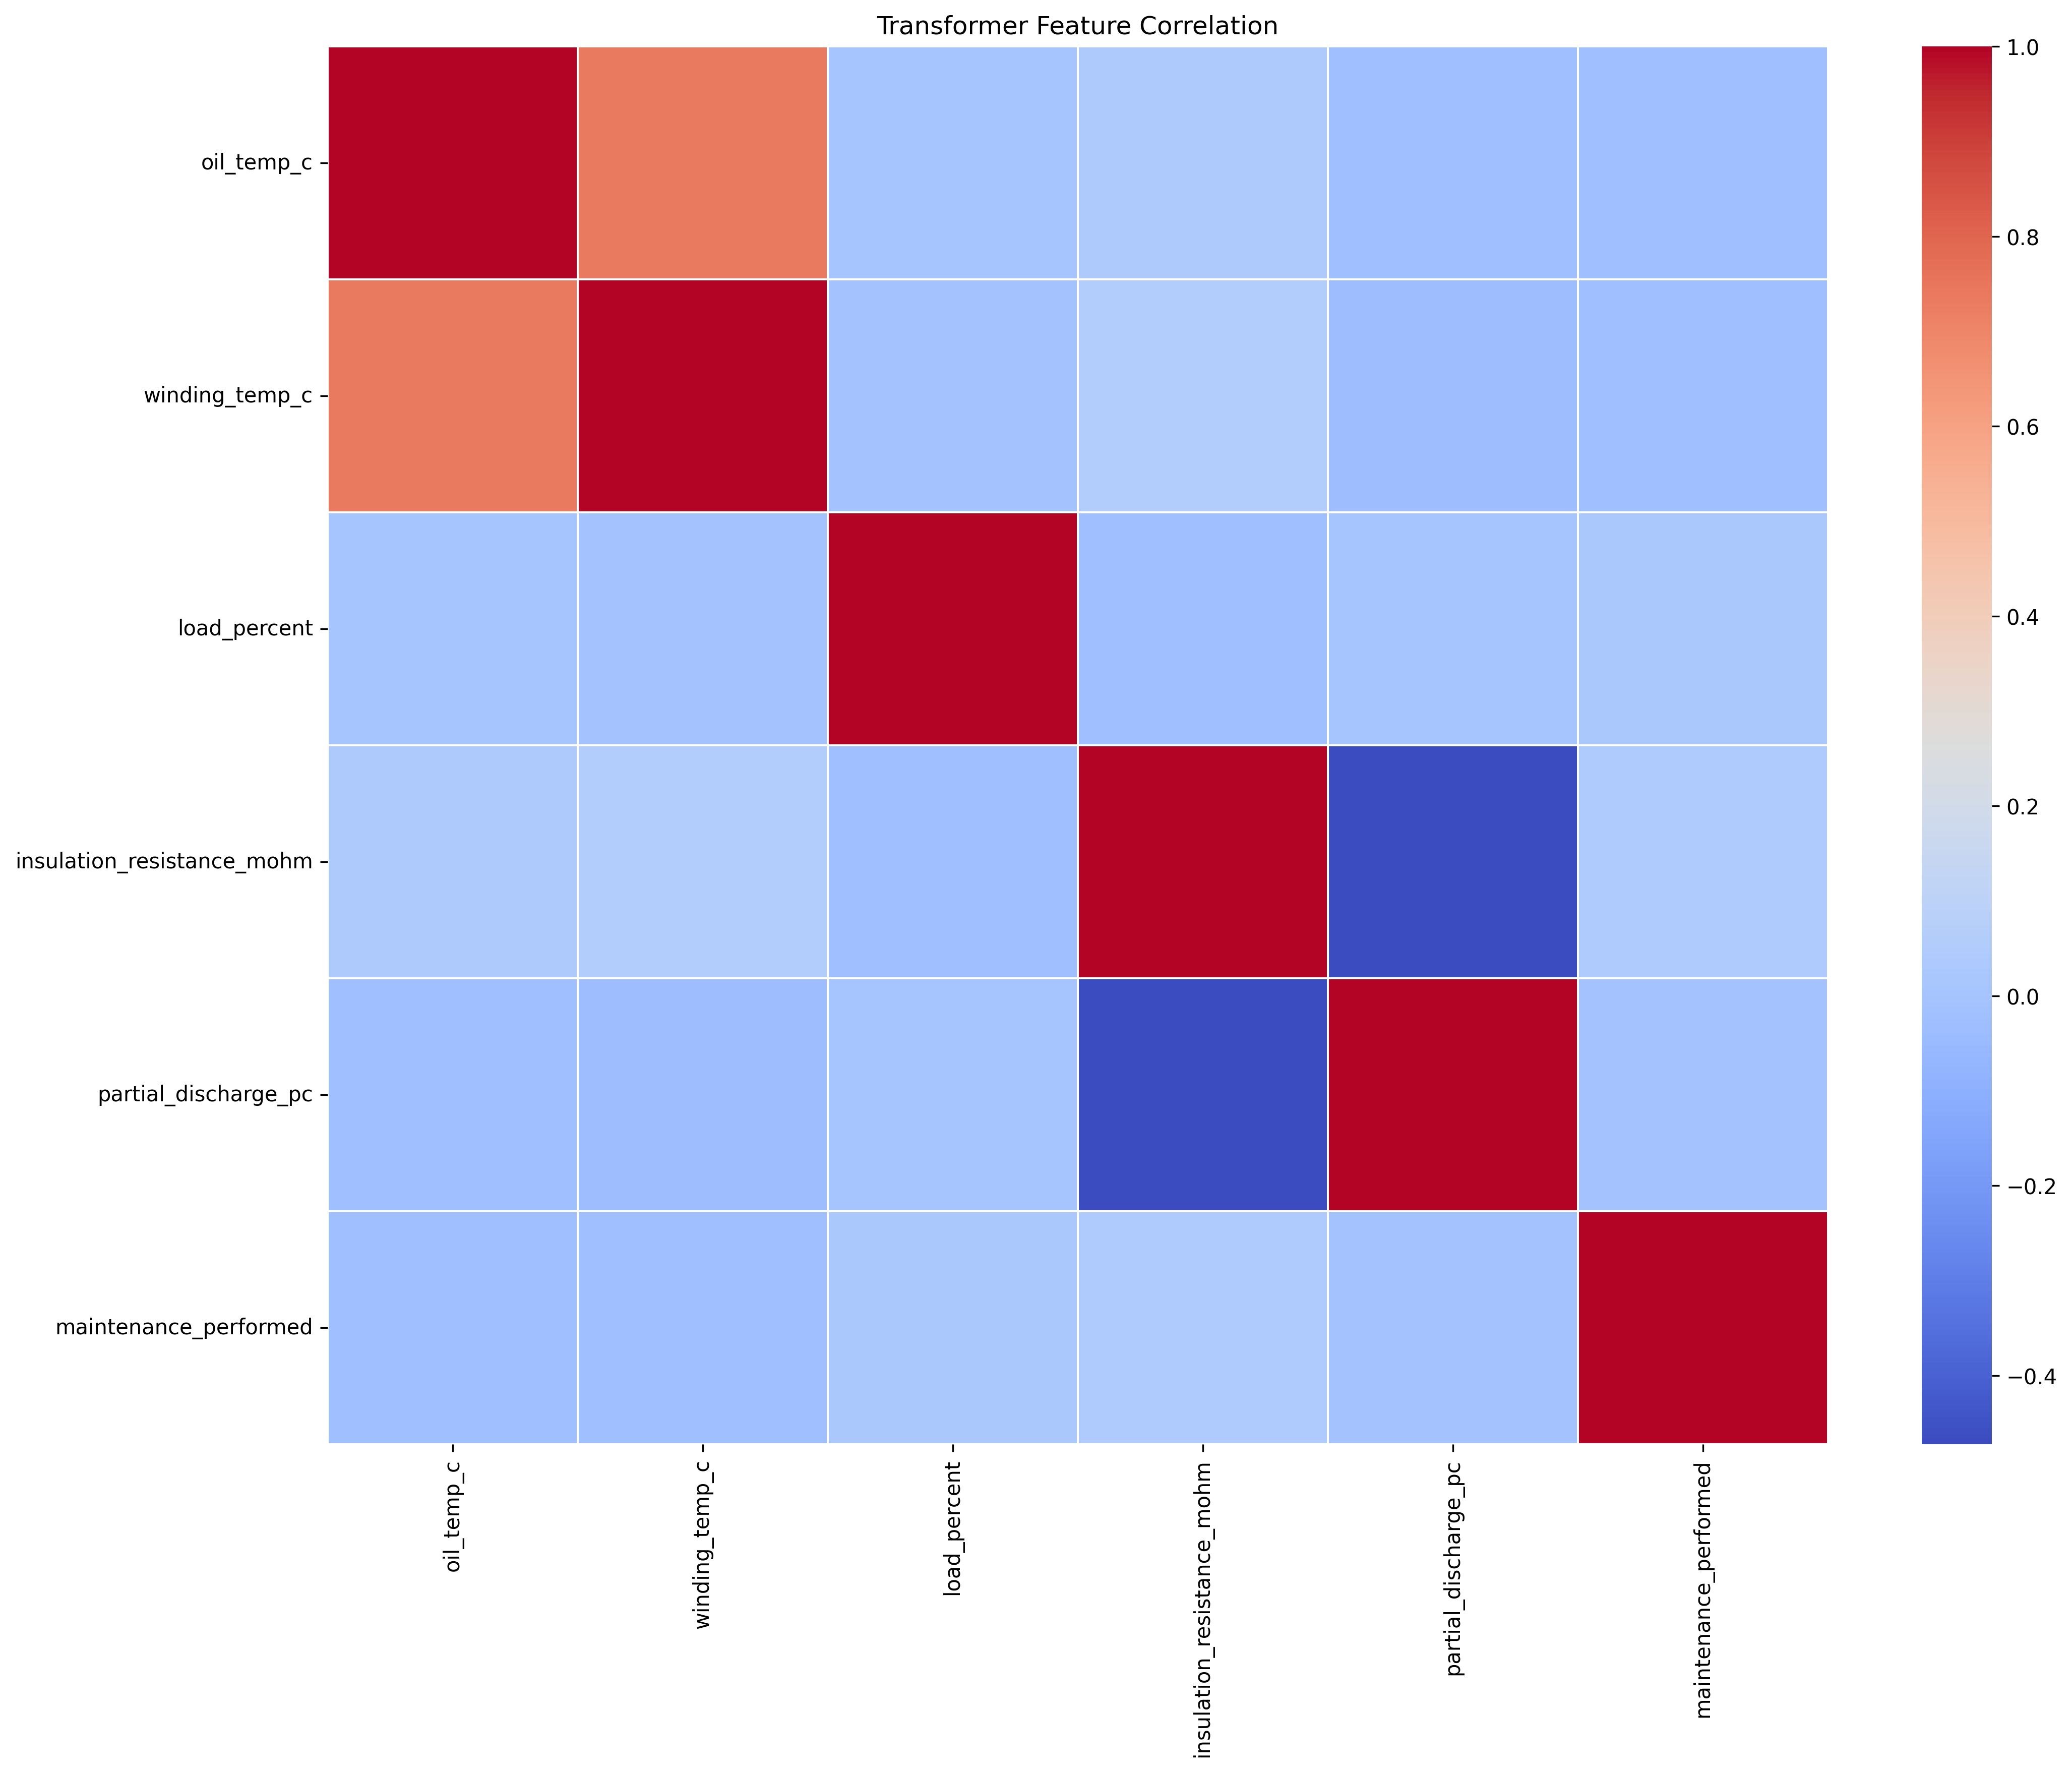 Transformer Feature Correlation
oil_temp_c
winding_temp_c
load_percent
insulation_resistance_mohm
partial_discharge_pc
maintenance_performed
oil_temp_c
winding_temp_c
load_percent
insulation_resistance_mohm
partial_discharge_pc
maintenance_performed
1.0
0.8
0.6
0.4
0.2
0.0
−0.2
−0.4